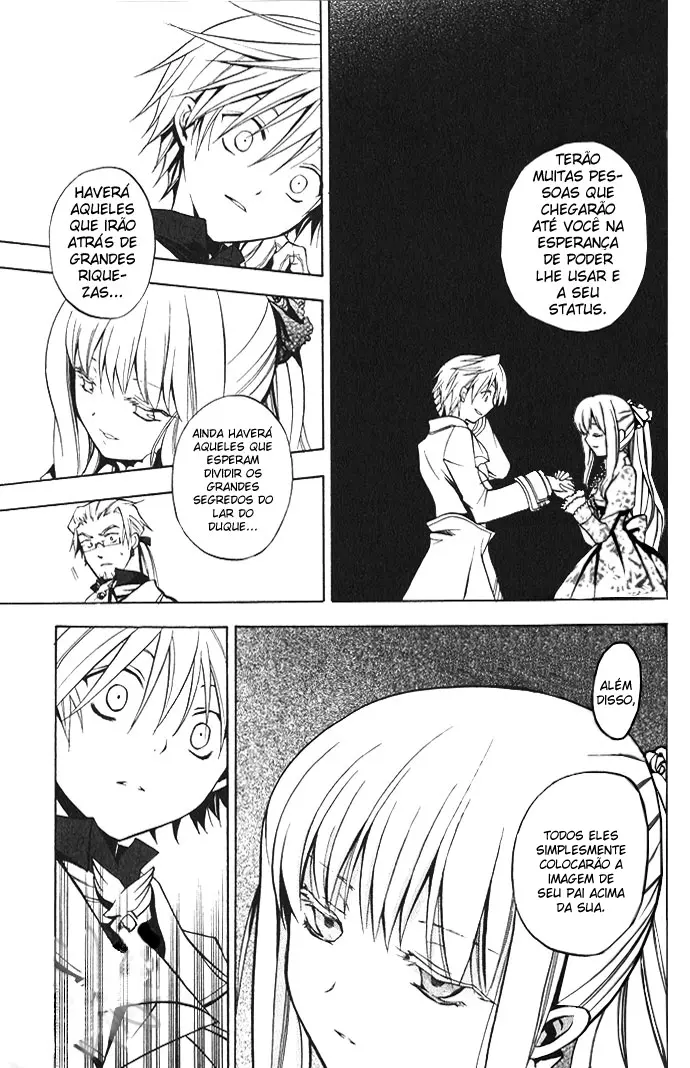 TERÃO
MUITAS PES-
SOAS QUE
CHEGARÃO
ATÉ VOCÊ NA
ESPERANÇA
DE PODER
LHE USAR E
A SEU
STATUS.
HAVERÁ
AQUELES
QUE IRÃO
ATRÁS DE
GRANDES
RIQUE-
ZAS...
AINDA HAVERÁ
AQUELES QUE
ESPERAM
DIVIDIR OS
GRANDES
SEGREDOS DO
LAR DO
DUQUE...
ALÉM
DISSO,
TODOS ELES
SIMPLESMENTE
COLOCARÃO A
IMAGEM DE
SEU PAI ACIMA
DA SUA.